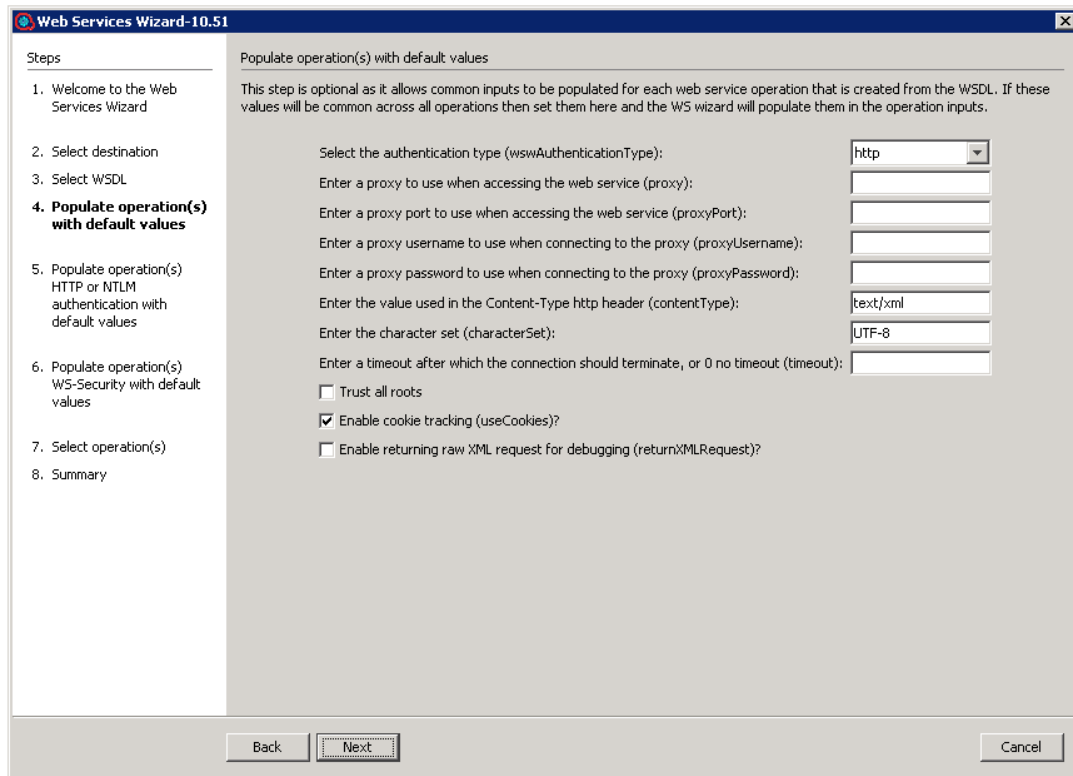 Web Services Wizard-10.51
Steps
1. Welcome to the Web
Services Wizard
2. Select destination
3. Select WSDL
4. Populate operation(s)
with default values
5. Populate operation(s)
HTTP or NTLM
authentication with
default values
6. Populate operation(s)
WS-Security with default
values
7. Select operation(s)
8. Summary
Populate operation(s) with default values
This step is optional as it allows common inputs to be populated for each web service operation that is created from the WSDL. If these
values will be common across all operations then set them here and the WS wizard will populate them in the operation inputs.
Select the authentication type (wswAuthenticationType): http
Enter a proxy to use when accessing the web service (proxy):
Enter a proxy port to use when accessing the web service (proxyPort):
Enter a proxy username to use when connecting to the proxy (proxyUsername):
Enter a proxy password to use when connecting to the proxy (proxyPassword):
Enter the value used in the Content-Type http header (contentType): text/xml
Enter the character set (characterSet): UTF-8
Enter a timeout after which the connection should terminate, or 0 no timeout (timeout):
Trust all roots
Enable cookie tracking (useCookies)?
Enable returning raw XML request for debugging (returnXMLRequest)?
Back Next Cancel